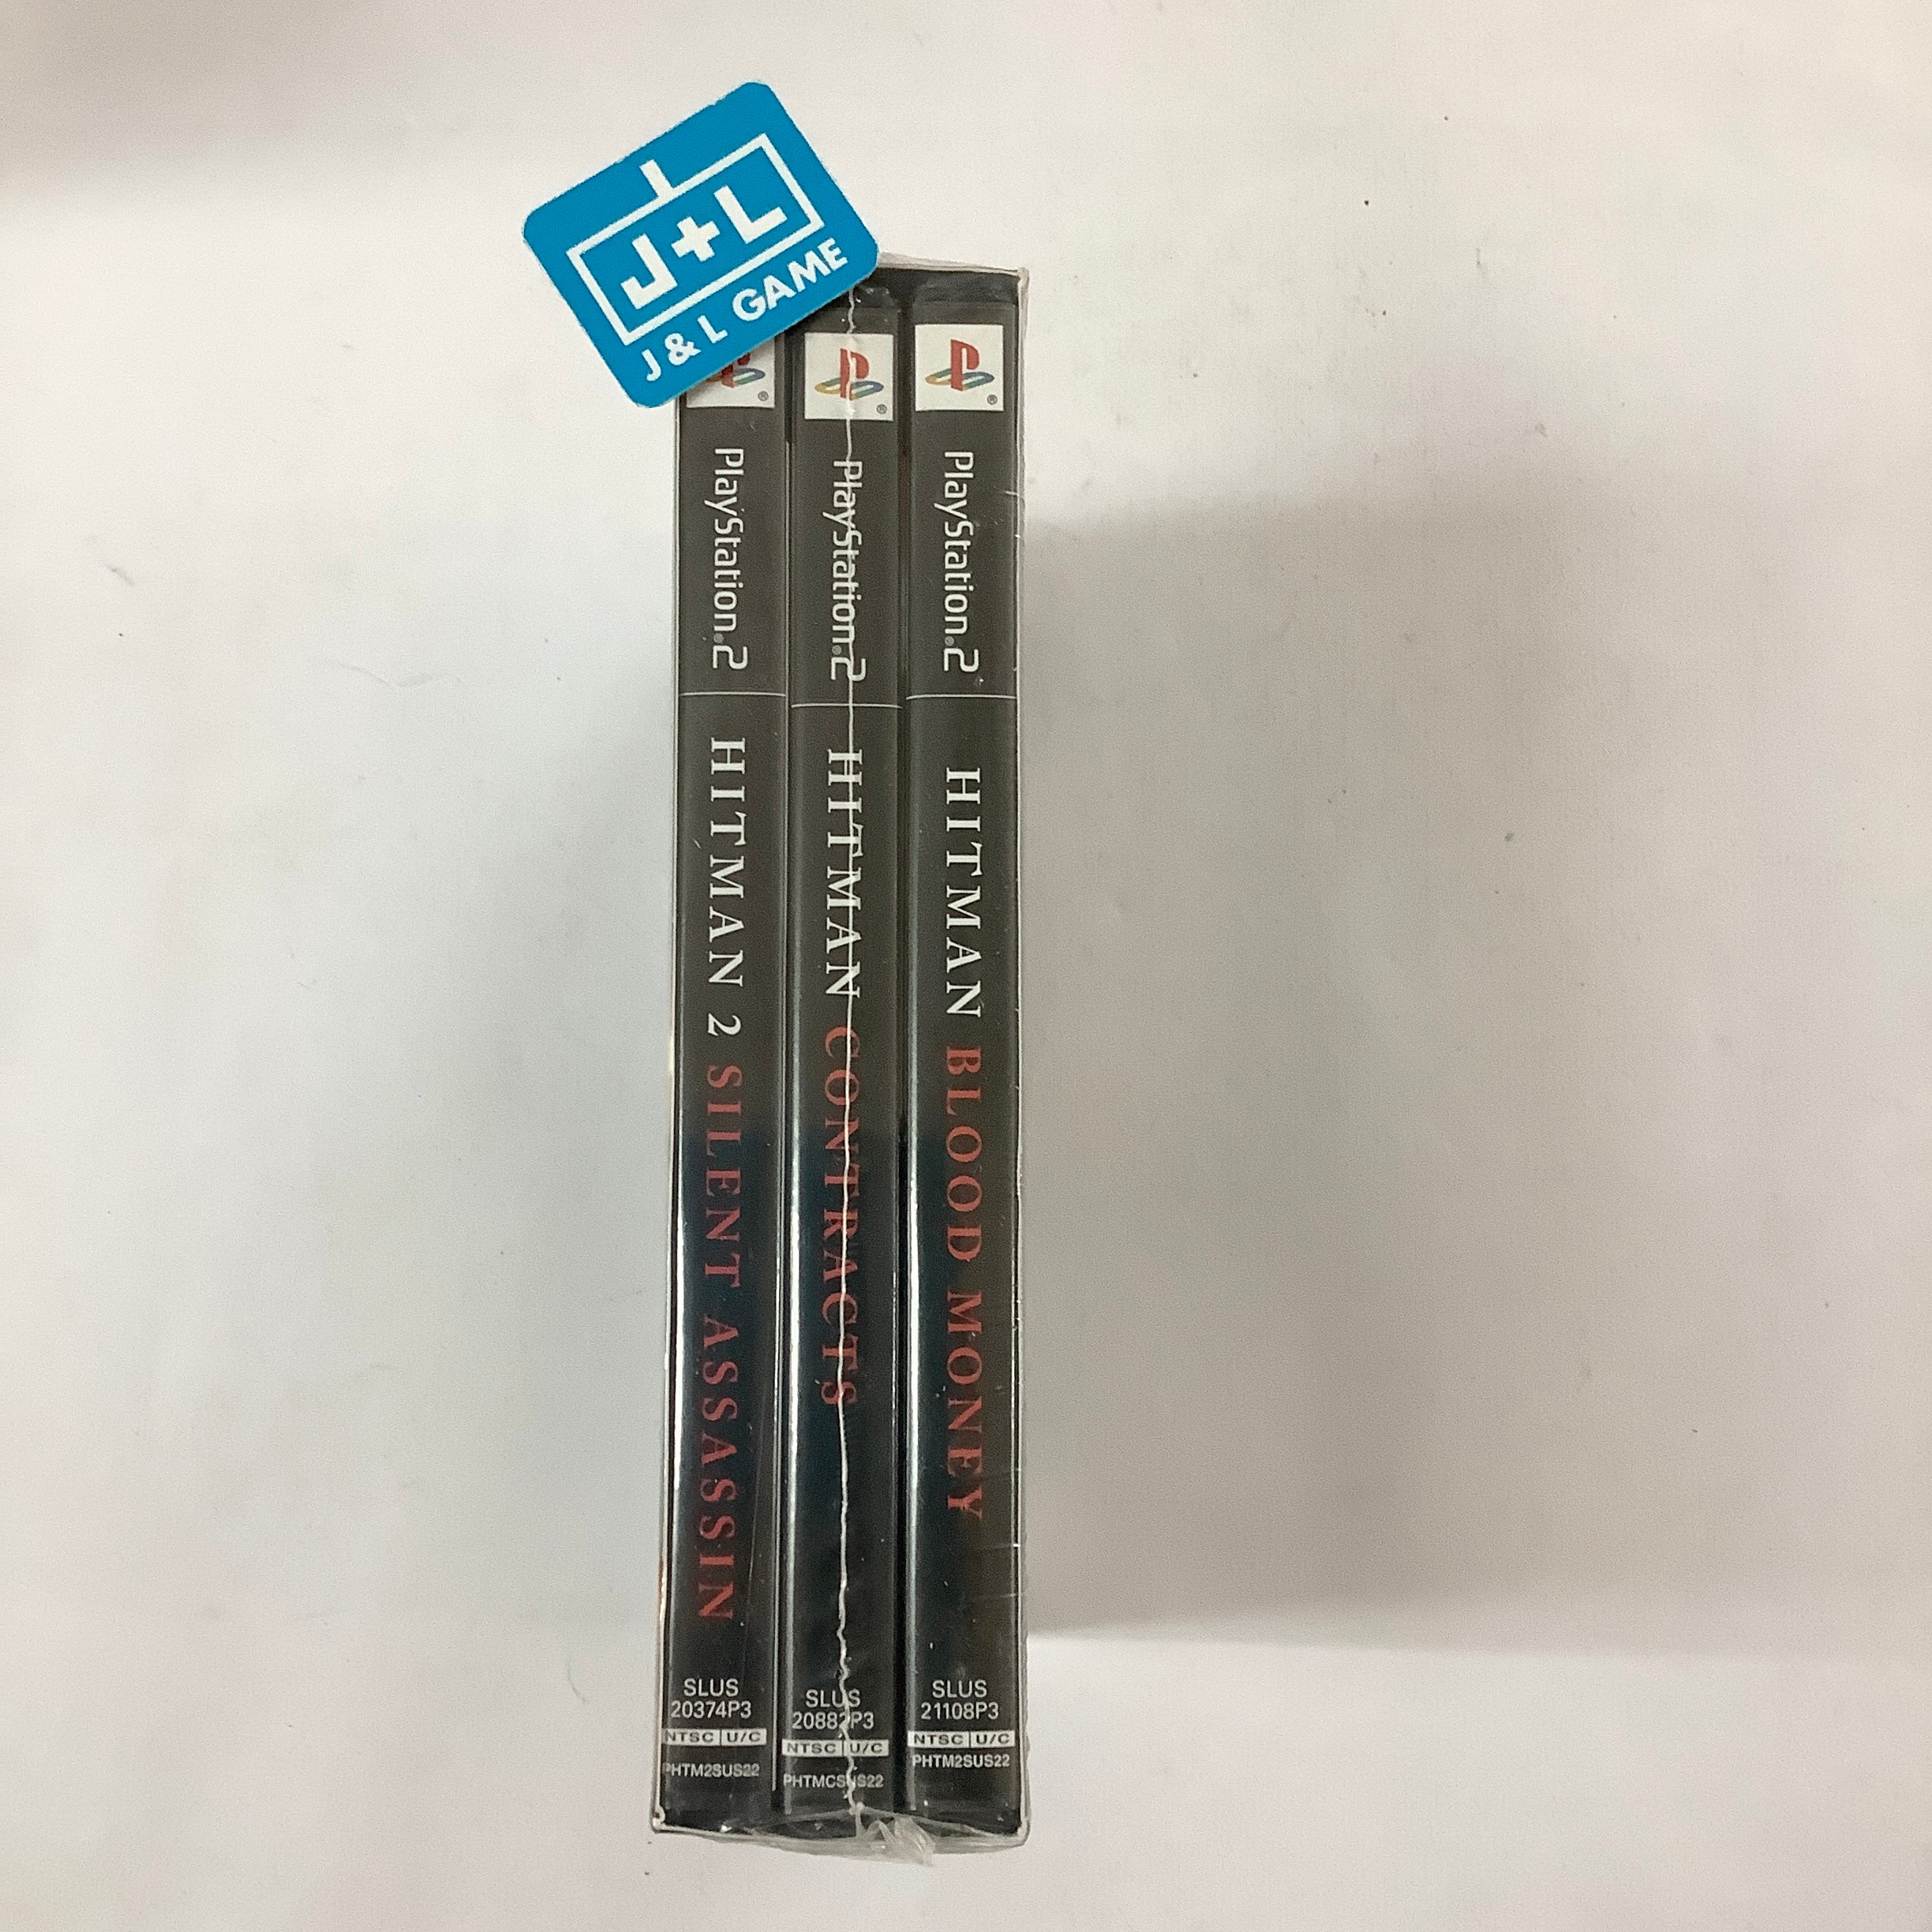 J+L
J & L GAME
®
PlayStation®2
HITMAN 2 SILENT ASSASSIN
SLUS
20374P3
NTSC U/C
PHTM2SUS22
®
PlayStation®2
HITMAN CONTRACTS
SLUS
20882P3
NTSC U/C
PHTMCSUS22
®
PlayStation®2
HITMAN BLOOD MONEY
SLUS
21108P3
NTSC U/C
PHTM2SUS22